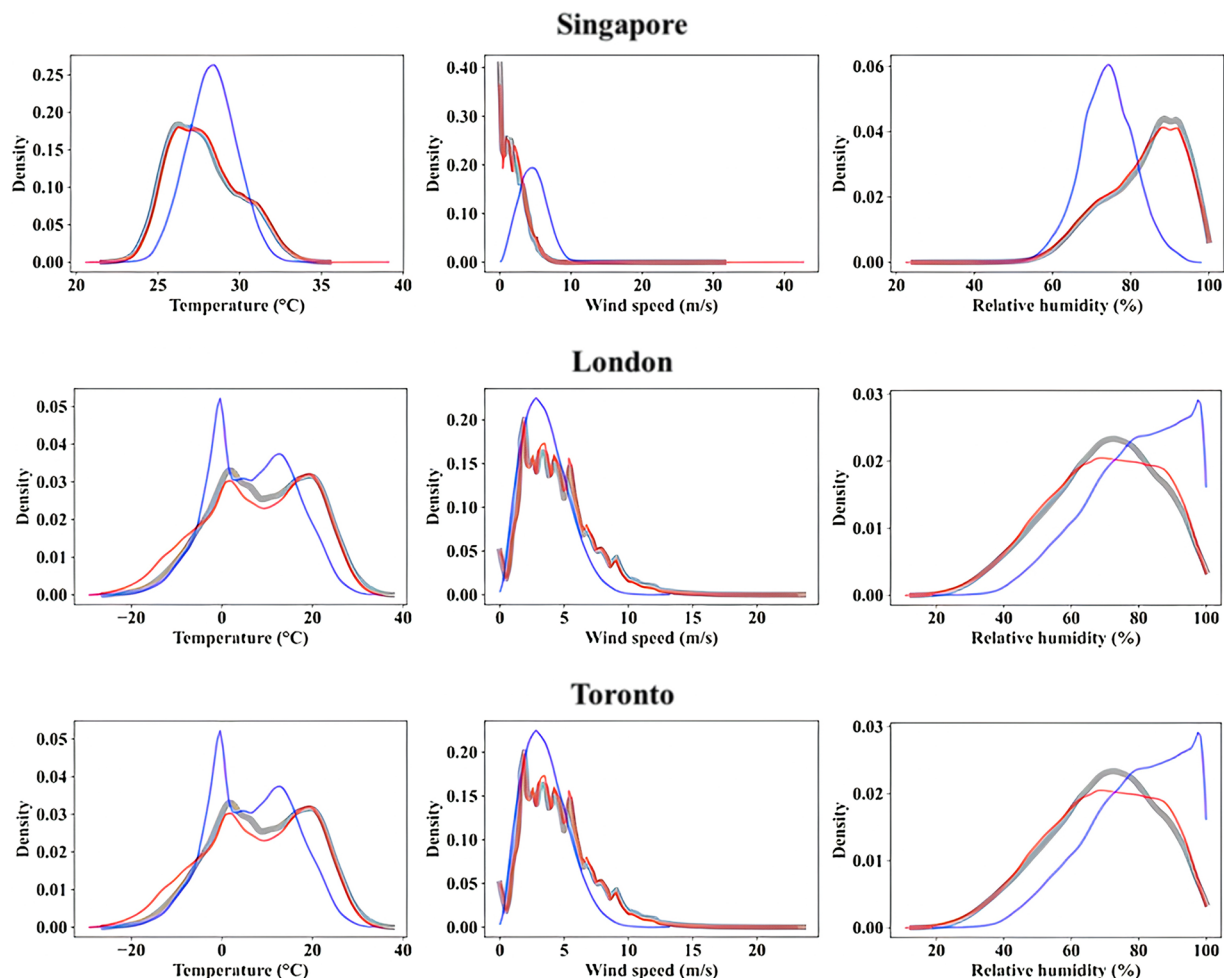 Singapore
0.25
0.20
0.15
0.10
0.05
0.00
Density
20 25 30 35 40
Temperature (°C)
0.40
0.30
0.20
0.10
0.00
Density
0 10 20 30 40
Wind speed (m/s)
0.06
0.04
0.02
0.00
Density
20 40 60 80 100
Relative humidity (%)
London
0.05
0.04
0.03
0.02
0.01
0.00
Density
−20 0 20 40
Temperature (°C)
0.20
0.15
0.10
0.05
0.00
Density
0 5 10 15 20
Wind speed (m/s)
0.03
0.02
0.01
0.00
Density
20 40 60 80 100
Relative humidity (%)
Toronto
0.05
0.04
0.03
0.02
0.01
0.00
Density
−20 0 20 40
Temperature (°C)
0.20
0.15
0.10
0.05
0.00
Density
0 5 10 15 20
Wind speed (m/s)
0.03
0.02
0.01
0.00
Density
20 40 60 80 100
Relative humidity (%)